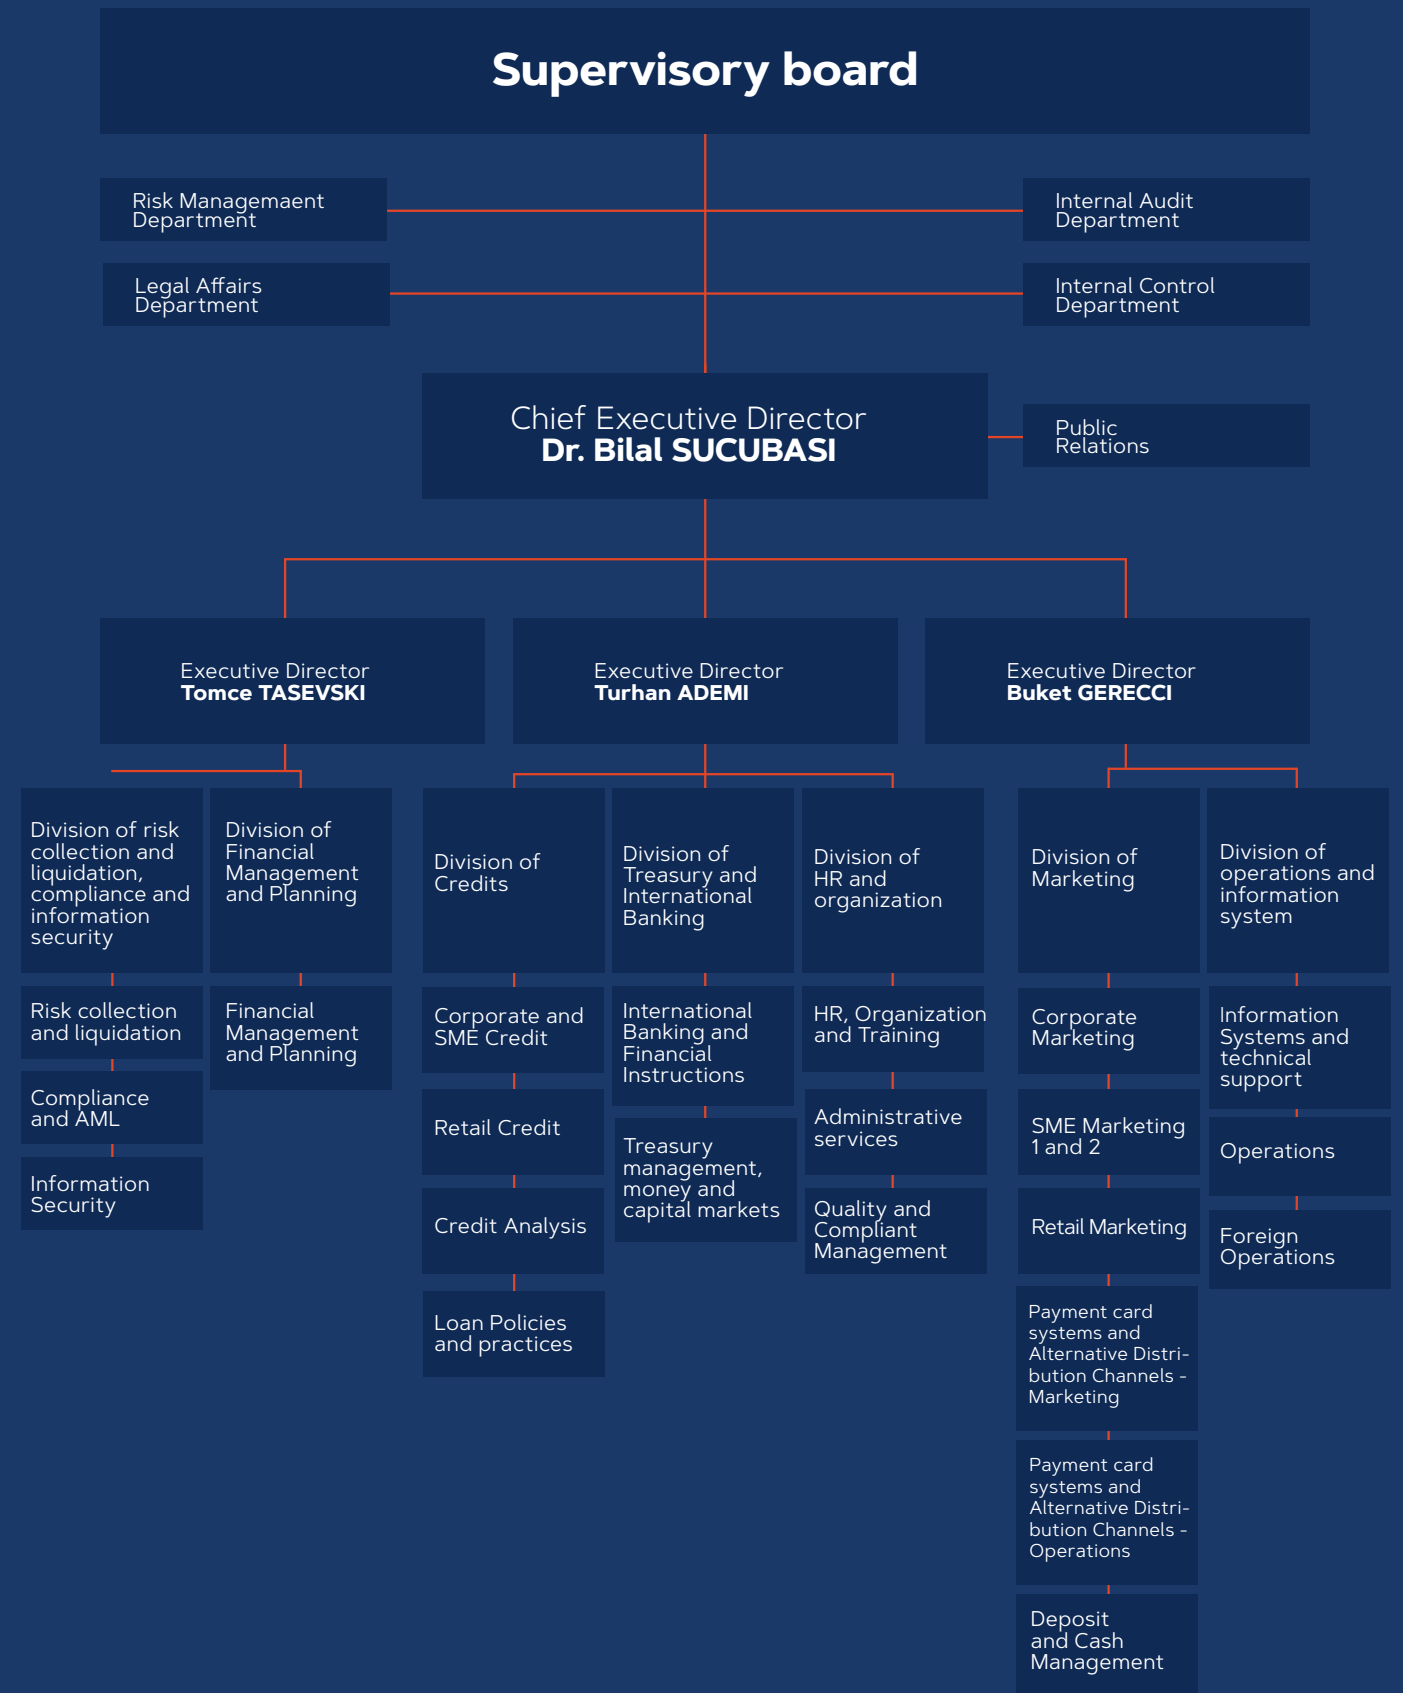 Supervisory board
Risk Managemaent
Department
Internal Audit
Department
Legal Affairs
Department
Internal Control
Department
Chief Executive Director
Dr. Bilal SUCUBASI
Public
Relations
Executive Director
Tomce TASEVSKI
Executive Director
Turhan ADEMI
Executive Director
Buket GERECCI
Division of risk
collection and
liquidation,
compliance and
information
security
Risk collection
and liquidation
Compliance
and AML
Information
Security
Division of
Financial
Management
and Planning
Financial
Management
and Planning
Division of
Credits
Corporate and
SME Credit
Retail Credit
Credit Analysis
Loan Policies
and practices
Division of
Treasury and
International
Banking
International
Banking and
Financial
Instructions
Treasury
management,
money and
capital markets
Division of
HR and
organization
HR, Organization
and Training
Administrative
services
Quality and
Compliant
Management
Division of
Marketing
Corporate
Marketing
SME Marketing
1 and 2
Retail Marketing
Payment card
systems and
Alternative Distri-
bution Channels -
Marketing
Payment card
systems and
Alternative Distri-
bution Channels -
Operations
Deposit
and Cash
Management
Division of
operations and
information
system
Information
Systems and
technical
support
Operations
Foreign
Operations